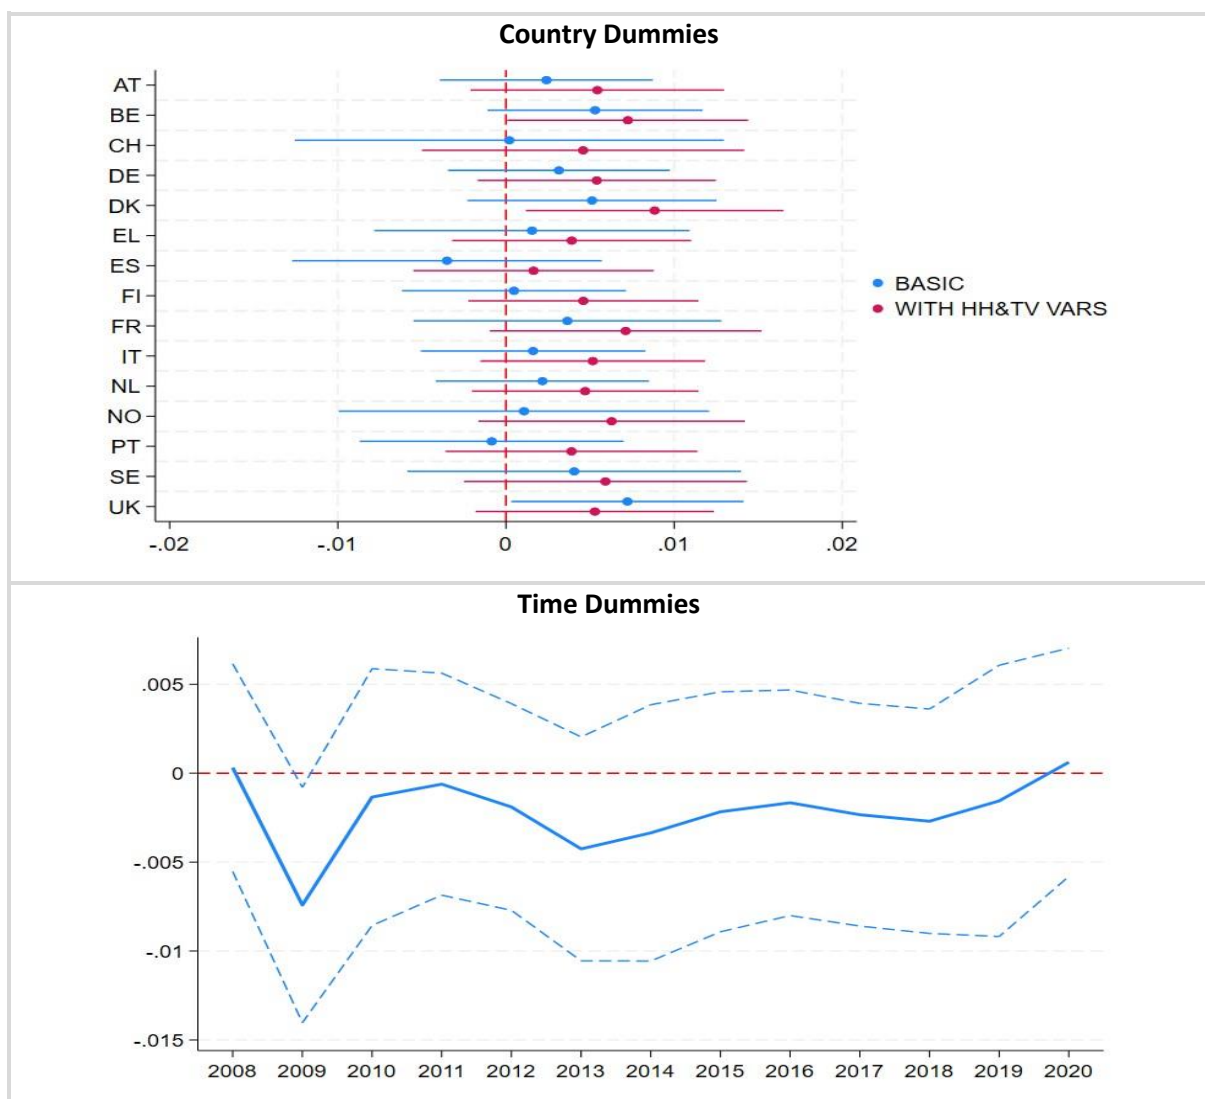 Country Dummies
AT
BE
CH
DE
DK
EL
ES
FI
FR
IT
NL
NO
PT
SE
UK
BASIC
WITH HH&TV VARS
-.02 -.01 0 .01 .02
Time Dummies
.005
0
-.005
-.01
-.015
2008 2009 2010 2011 2012 2013 2014 2015 2016 2017 2018 2019 2020